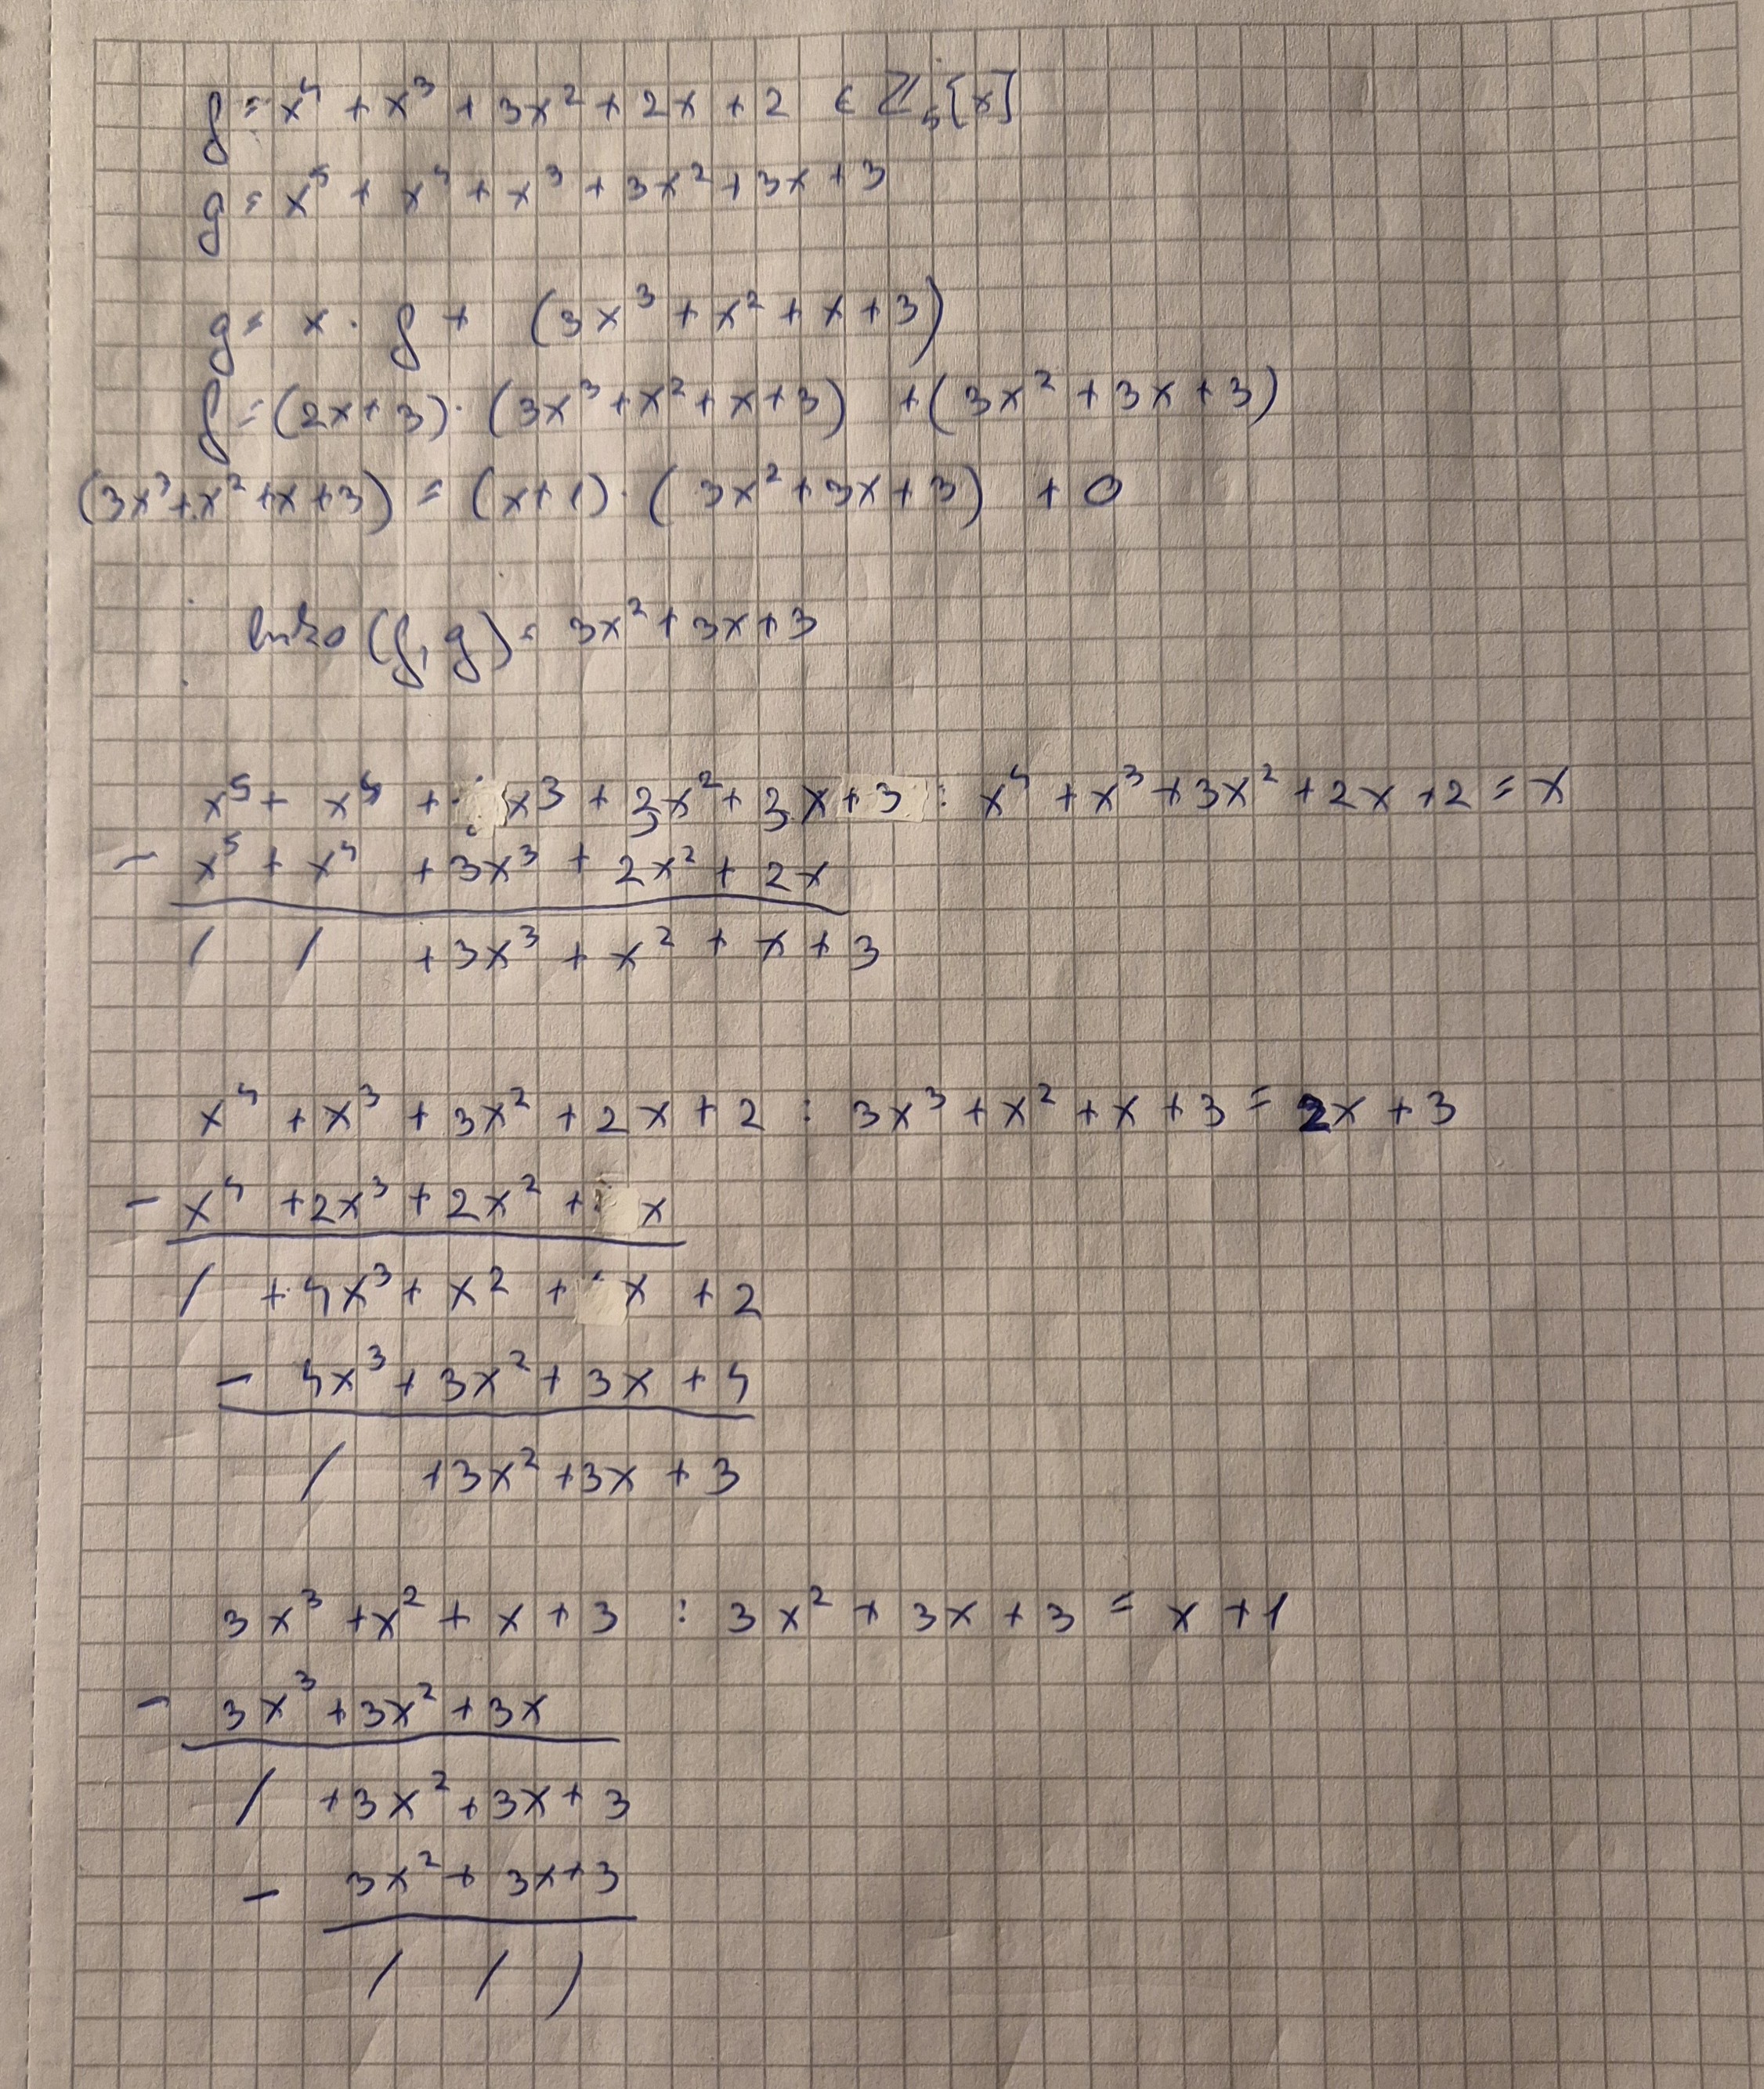 f = x⁴ + x³ + 3x² + 2x + 2 ∈ ℤ₅[x]
g = x⁵ + x⁴ + x³ + 3x² + 3x + 3
g = x · f + (3x³ + x² + x + 3)
f = (2x + 3) · (3x³ + x² + x + 3) + (3x² + 3x + 3)
(3x³ + x² + x + 3) = (x + 1) · (3x² + 3x + 3) + 0
lnko (f, g) = 3x² + 3x + 3
x⁵ + x⁴ + x³ + 3x² + 3x + 3 : x⁴ + x³ + 3x² + 2x + 2 = x
− x⁵ + x⁴ + 3x³ + 2x² + 2x
/ / + 3x³ + x² + x + 3
x⁴ + x³ + 3x² + 2x + 2 : 3x³ + x² + x + 3 = 2x + 3
− x⁴ + 2x³ + 2x² + x
/ + 4x³ + x² + x + 2
− 4x³ + 3x² + 3x + 4
/ + 3x² + 3x + 3
3x³ + x² + x + 3 : 3x² + 3x + 3 = x + 1
− 3x³ + 3x² + 3x
/ + 3x² + 3x + 3
− 3x² + 3x + 3
/ / /